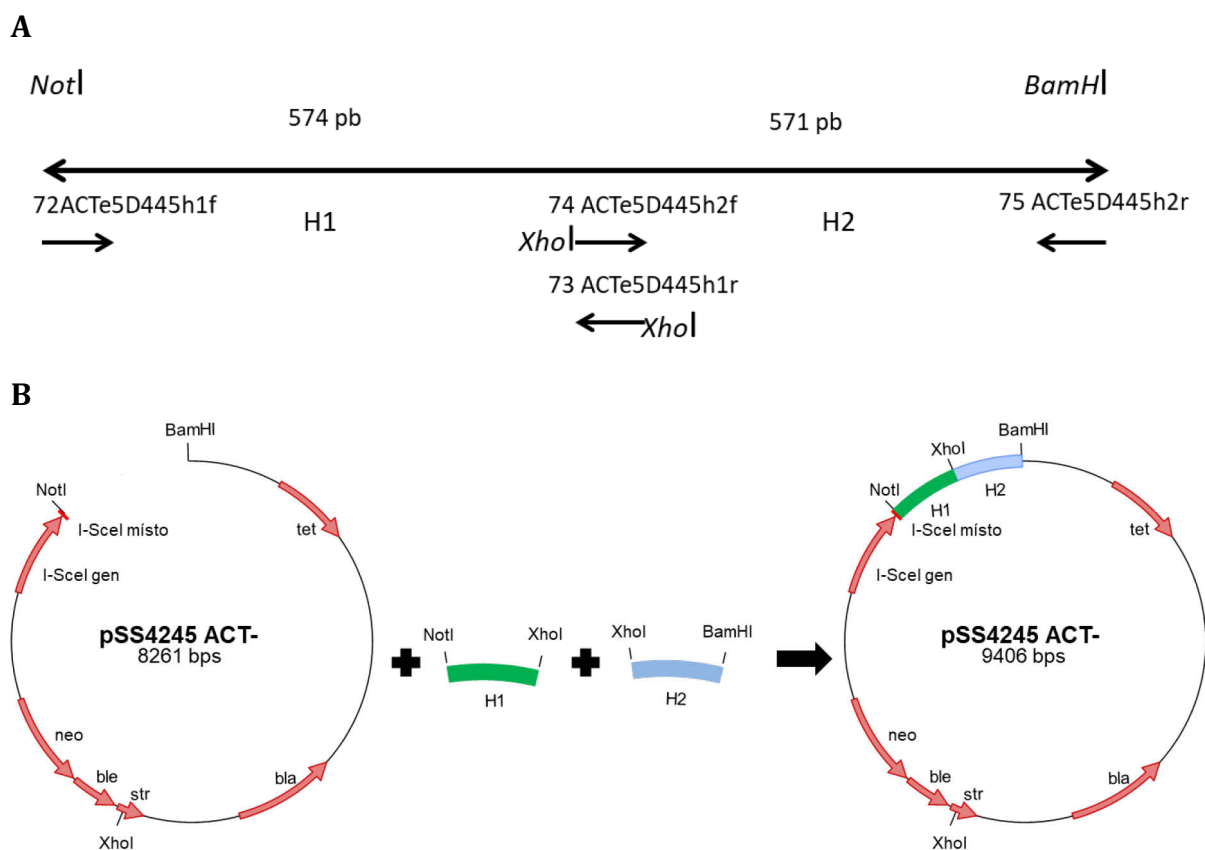 A
NotI
BamHI
574 pb
571 pb
72ACTe5D445h1f
H1
74 ACTe5D445h2f
H2
75 ACTe5D445h2r
XhoI
73 ACTe5D445h1r
XhoI
B
BamHI
NotI
I-SceI místo
tet
I-SceI gen
pSS4245 ACT-
8261 bps
neo
ble
str
bla
XhoI
NotI
XhoI
H1
XhoI
BamHI
H2
BamHI
XhoI
NotI
H2
H1
I-SceI místo
tet
I-SceI gen
pSS4245 ACT-
9406 bps
neo
ble
str
bla
XhoI